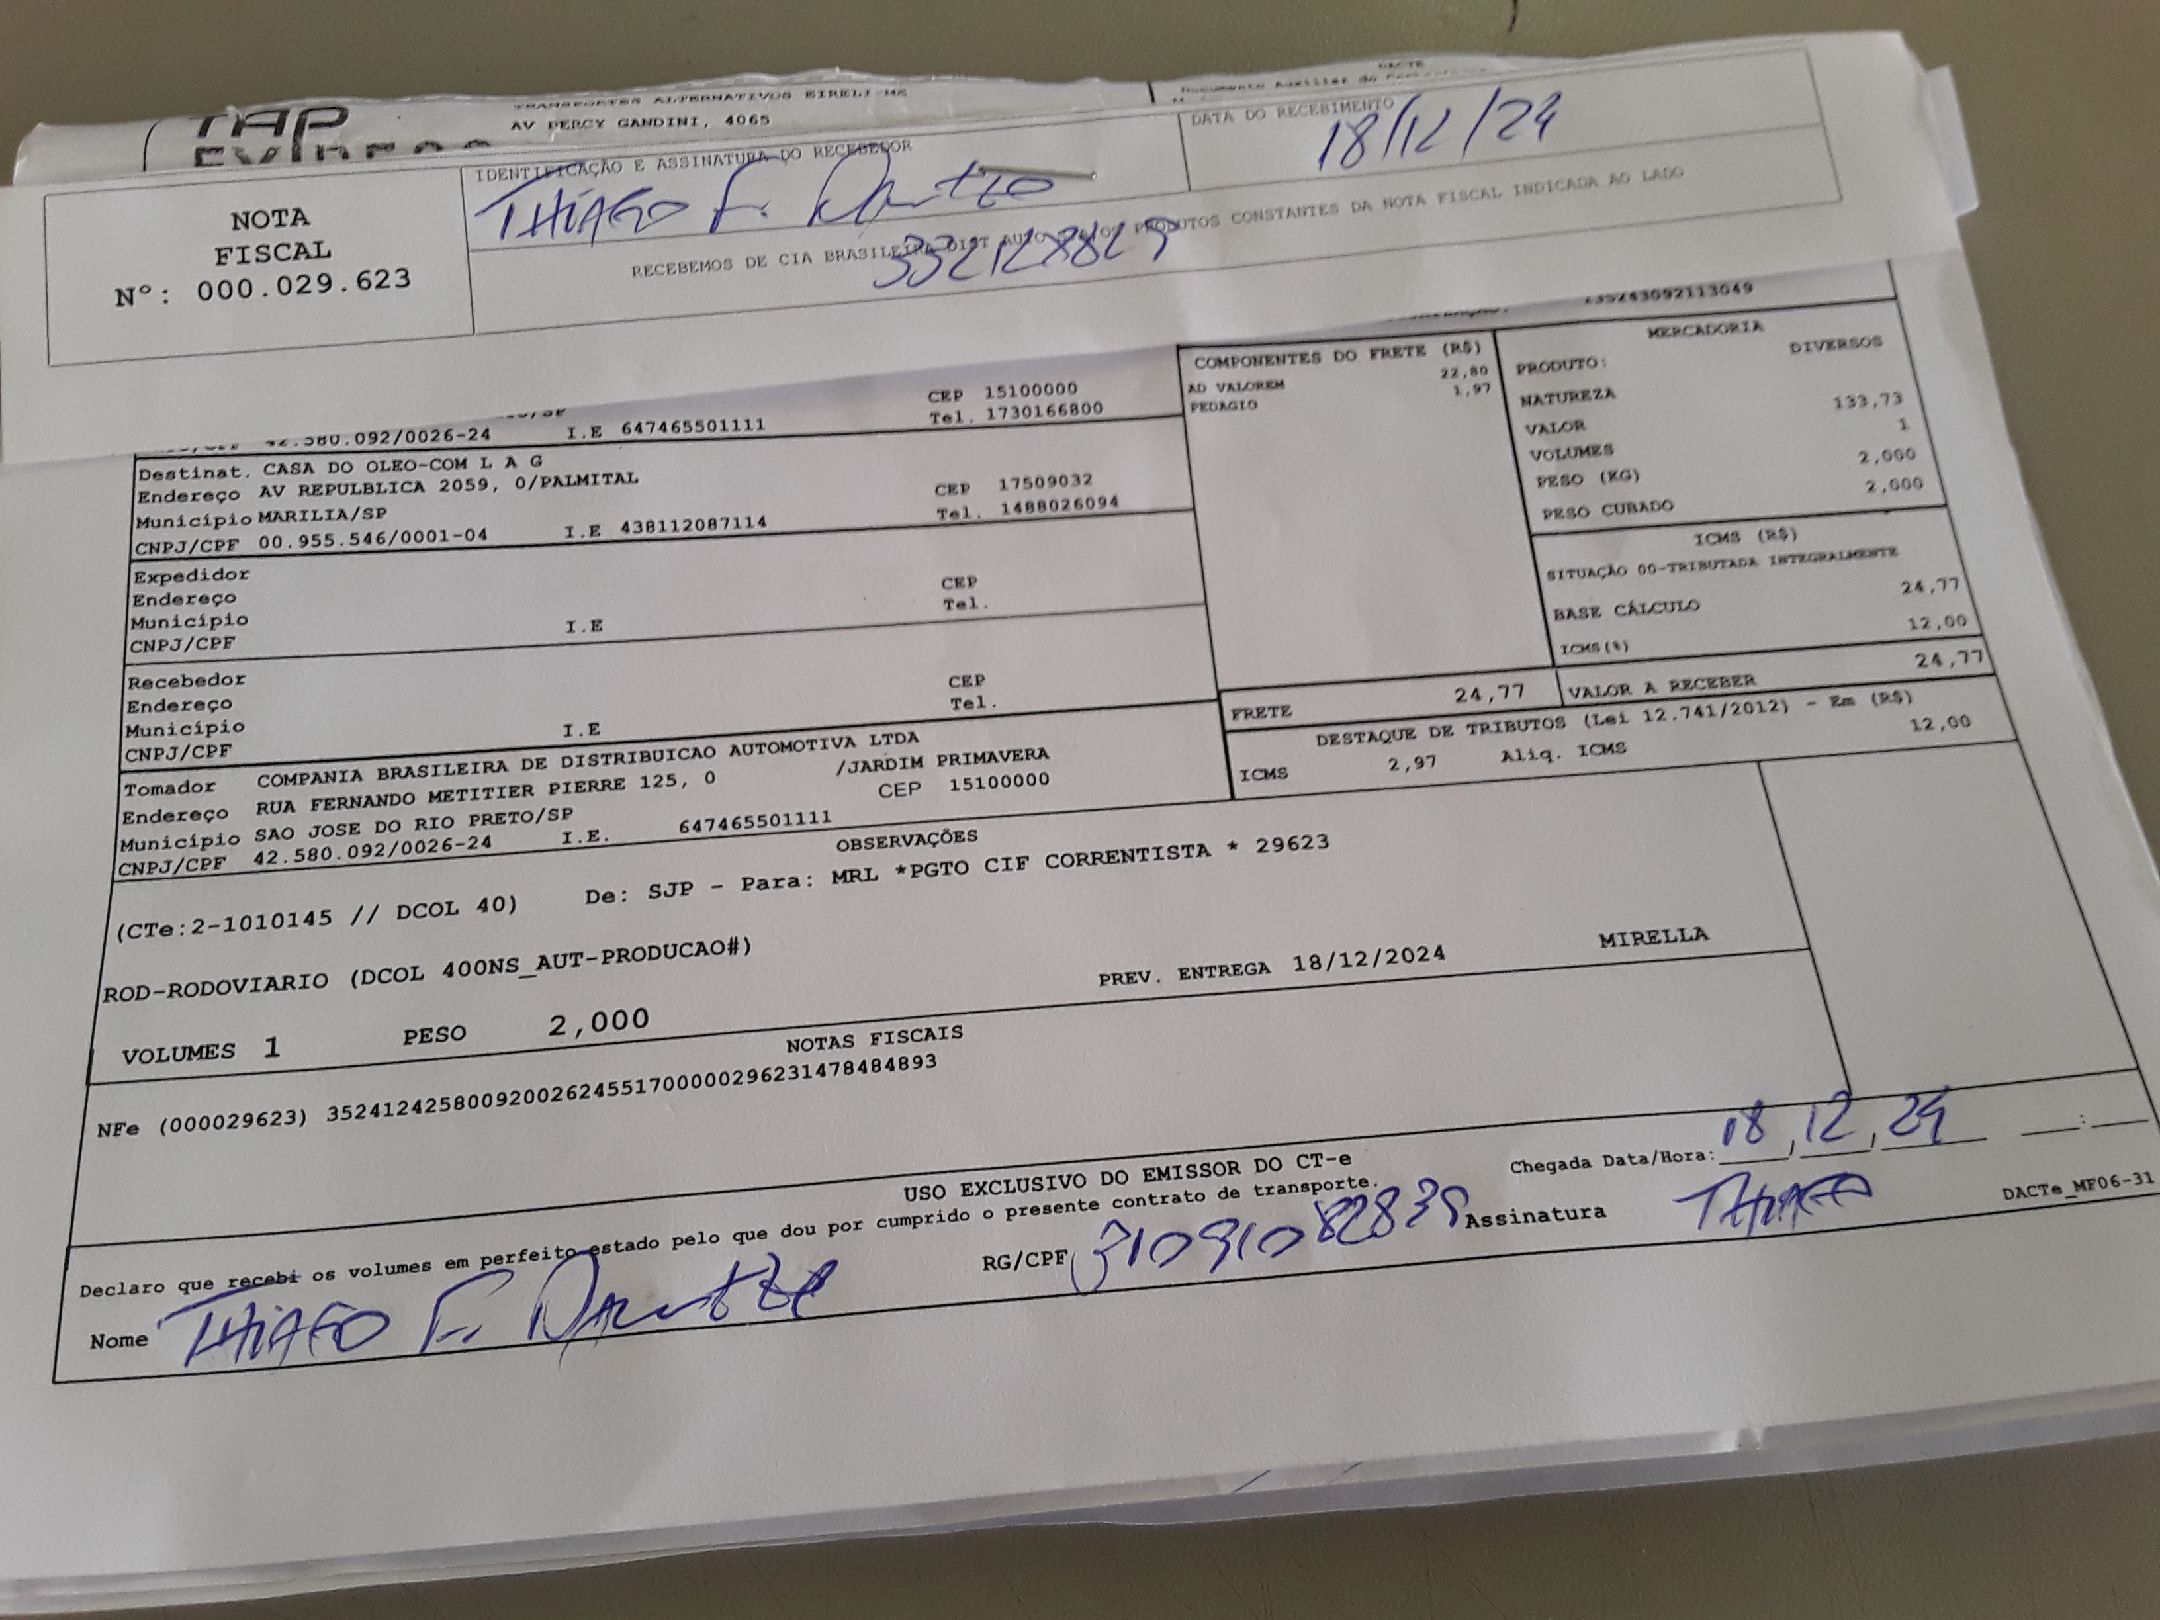 TAP
TRANSPORTES ALTERNATIVOS EIRELI-ME
AV PERCY GANDINI, 4065
DACTE
Documento Auxiliar do
NOTA
FISCAL
Nº: 000.029.623
IDENTIFICAÇÃO E ASSINATURA DO RECEBEDOR
THIAGO F.
DATA DO RECEBIMENTO
18/12/24
RECEBEMOS DE CIA BRASILEIRA DIST AUTO OS PRODUTOS CONSTANTES DA NOTA FISCAL INDICADA AO LADO
235243092113049
CEP 15100000
42.580.092/0026-24 I.E 647465501111 Tel. 1730166800
Destinat. CASA DO OLEO-COM L A G
Endereço AV REPULBLICA 2059, 0/PALMITAL CEP 17509032
Município MARILIA/SP Tel. 1488026094
CNPJ/CPF 00.955.546/0001-04 I.E 438112087114
Expedidor
Endereço CEP
Município Tel.
CNPJ/CPF I.E
Recebedor
Endereço CEP
Município Tel.
CNPJ/CPF I.E
Tomador COMPANIA BRASILEIRA DE DISTRIBUICAO AUTOMOTIVA LTDA
Endereço RUA FERNANDO METITIER PIERRE 125, 0 /JARDIM PRIMAVERA
Município SAO JOSE DO RIO PRETO/SP CEP 15100000
CNPJ/CPF 42.580.092/0026-24 I.E. 647465501111
COMPONENTES DO FRETE (R$)
AD VALOREM 22,80
PEDAGIO 1,97
MERCADORIA
PRODUTO: DIVERSOS
NATUREZA
VALOR 133,73
VOLUMES 1
PESO (KG) 2,000
PESO CUBADO 2,000
ICMS (R$)
SITUAÇÃO 00-TRIBUTADA INTEGRALMENTE
BASE CÁLCULO 24,77
ICMS(%) 12,00
FRETE 24,77 VALOR A RECEBER 24,77
DESTAQUE DE TRIBUTOS (Lei 12.741/2012) - Em (R$)
ICMS 2,97 Aliq. ICMS 12,00
OBSERVAÇÕES
(CTe:2-1010145 // DCOL 40) De: SJP - Para: MRL *PGTO CIF CORRENTISTA * 29623
ROD-RODOVIARIO (DCOL 400NS_AUT-PRODUCAO#)
PREV. ENTREGA 18/12/2024 MIRELLA
VOLUMES 1 PESO 2,000
NOTAS FISCAIS
NFe (000029623) 35241242580092002624551700000296231478484893
USO EXCLUSIVO DO EMISSOR DO CT-e
Declaro que recebi os volumes em perfeito estado pelo que dou por cumprido o presente contrato de transporte.
Chegada Data/Hora: 18, 12, 24 :
Nome THIAGO F. RG/CPF Assinatura THIAGO
DACTe_MF06-31